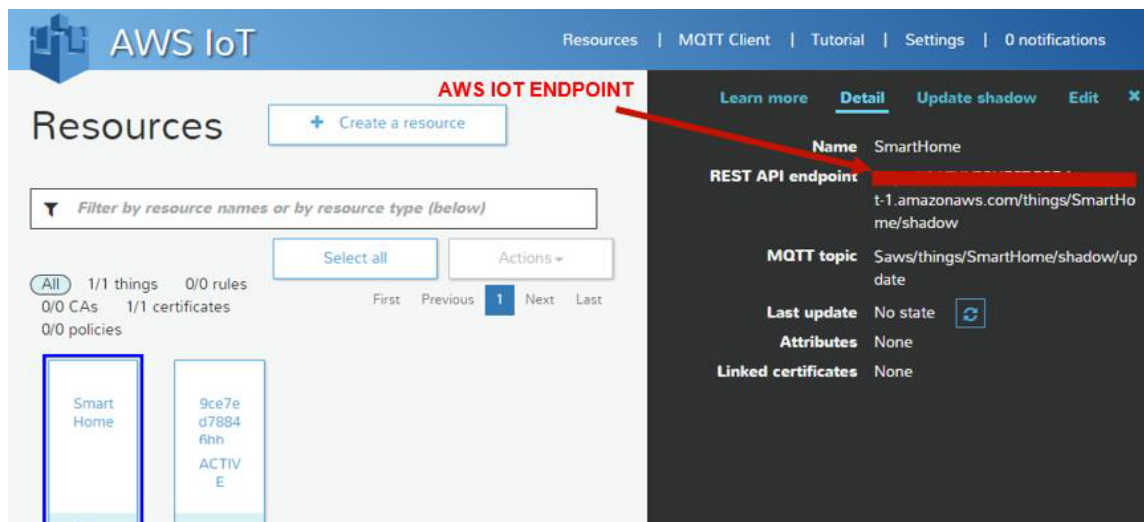 AWS IoT
Resources | MQTT Client | Tutorial | Settings | 0 notifications
AWS IOT ENDPOINT
Learn more Detail Update shadow Edit ×
Resources
+ Create a resource
Name SmartHome
REST API endpoint
t-1.amazonaws.com/things/SmartHo
me/shadow
Filter by resource names or by resource type (below)
MQTT topic $aws/things/SmartHome/shadow/up
date
Select all Actions
All 1/1 things 0/0 rules
0/0 CAs 1/1 certificates
0/0 policies
First Previous 1 Next Last
Last update No state
Attributes None
Linked certificates None
Smart
Home
9ce7e
d7884
6bb
ACTIV
E